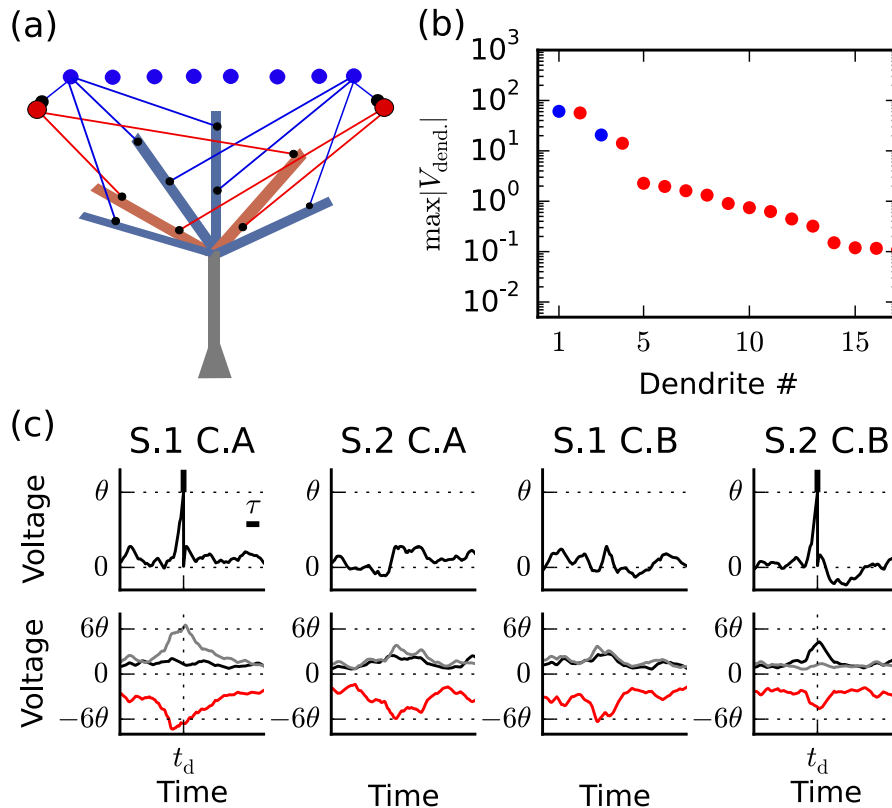 (a)
(b)
10^3
10^2
10^1
10^0
10^-1
10^-2
max|V_dend.|
1 5 10 15
Dendrite #
(c)
S.1 C.A S.2 C.A S.1 C.B S.2 C.B
Voltage
θ θ θ θ
τ
0 0 0 0
Voltage
6θ 6θ 6θ 6θ
0 0 0 0
−6θ −6θ −6θ −6θ
t_d t_d
Time Time Time Time